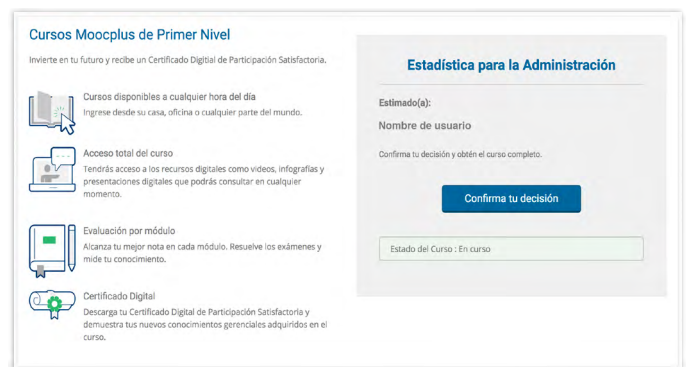 Cursos Moocplus de Primer Nivel
Invierte en tu futuro y recibe un Certificado Digitial de Participación Satisfactoria.
Cursos disponibles a cualquier hora del día
Ingrese desde su casa, oficina o cualquier parte del mundo.
Acceso total del curso
Tendrás acceso a los recursos digitales como videos, infografías y
presentaciones digitales que podrás consultar en cualquier
momento.
Evaluación por módulo
Alcanza tu mejor nota en cada módulo. Resuelve los exámenes y
mide tu conocimiento.
Certificado Digital
Descarga tu Certificado Digital de Participación Satisfactoria y
demuestra tus nuevos conocimientos gerenciales adquiridos en el
curso.
Estadística para la Administración
Estimado(a):
Nombre de usuario
Confirma tu decisión y obtén el curso completo.
Confirma tu decisión
Estado del Curso : En curso